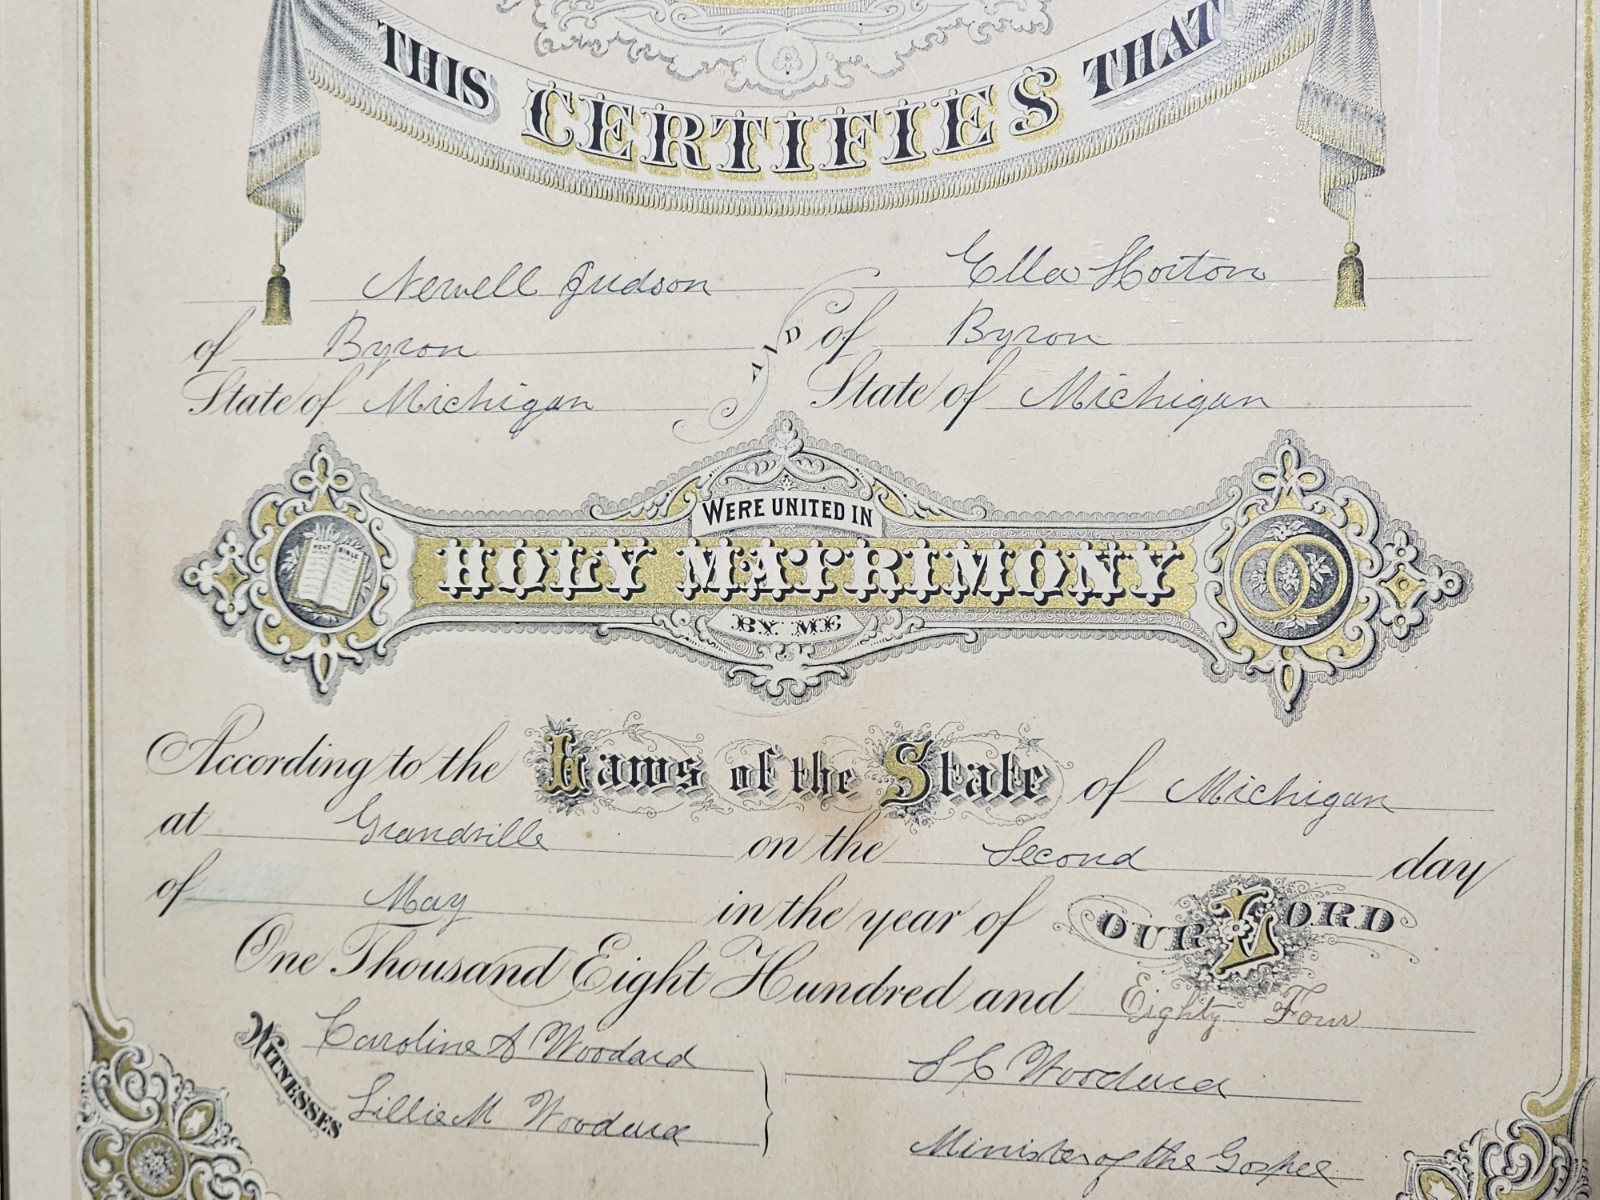 THIS CERTIFIES THAT
Newell Judson AND Ella Horton
of Byron of Byron
State of Michigan State of Michigan
WERE UNITED IN
HOLY BIBLE
HOLY MATRIMONY
BY ME
According to the Laws of the State of Michigan
at Grandville on the Second day
of May in the year of OUR LORD
One Thousand Eight Hundred and Eighty Four
WITNESSES
Caroline A Woodard S C Woodard
Lillie M Woodard
Minister of the Gospel